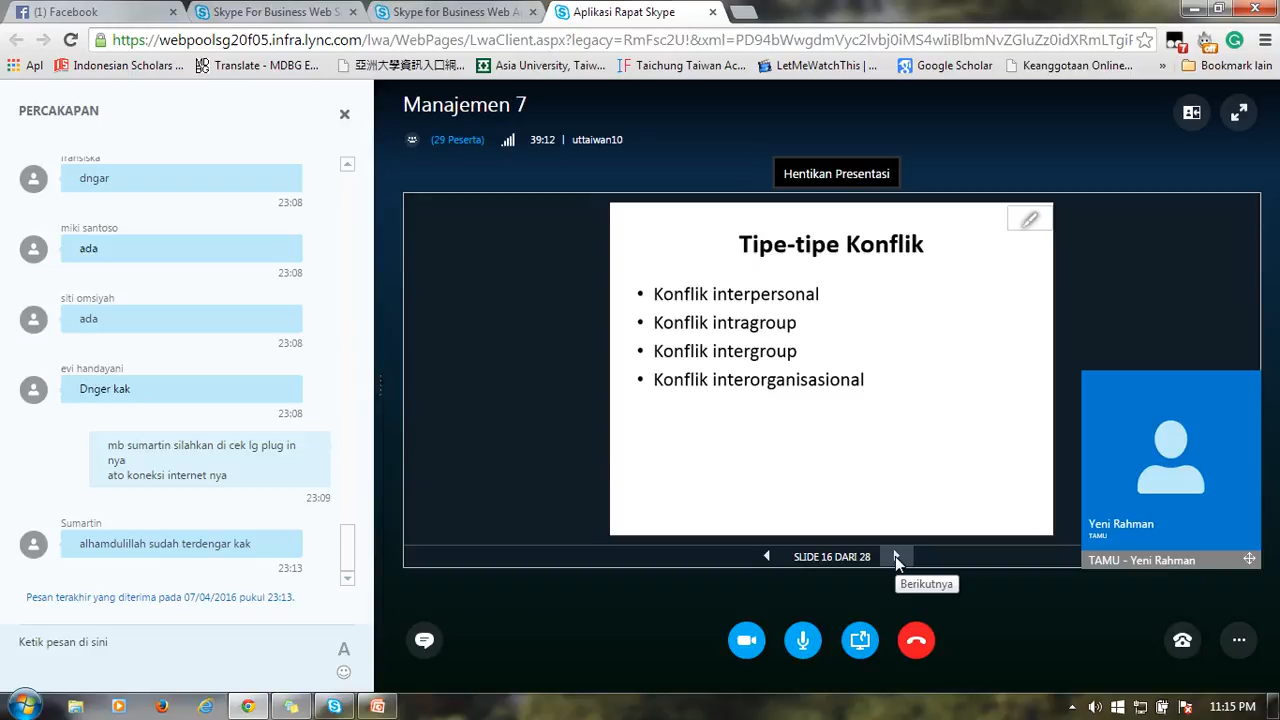 (1) Facebook
Skype For Business Web S
Skype for Business Web A
Aplikasi Rapat Skype
https://webpoolsg20f05.infra.lync.com/lwa/WebPages/LwaClient.aspx?legacy=RmFsc2U!&xml=PD94bWwgdmVyc2lvbj0iMS4wIiBlbmNvZGluZz0idXRmLTgiP
Apl
Indonesian Scholars ...
Translate - MDBG E...
亞洲大學資訊入口網...
Asia University, Taiw...
Faction Taiwan Ac...
LetMeWatchThis | ...
Google Scholar
Keanggotaan Online...
»
Bookmark lain
PERCAKAPAN
dngar
23:08
miki santoso
ada
23:08
siti omsiyah
ada
23:08
evi handayani
Dnger kak
23:08
mb sumartin silahkan di cek lg plug in
nya
ato koneksi internet nya
23:09
Sumartin
alhamdulillah sudah terdengar kak
23:13
Pesan terakhir yang diterima pada 07/04/2016 pukul 23:13.
Ketik pesan di sini
A
Manajemen 7
(29 Peserta) 39:12 | uttaiwan10
Hentikan Presentasi
Tipe-tipe Konflik
• Konflik interpersonal
• Konflik intragroup
• Konflik intergroup
• Konflik interorganisasional
SLIDE 16 DARI 28
Berikutnya
Yeni Rahman
TAMU
TAMU - Yeni Rahman
11:15 PM